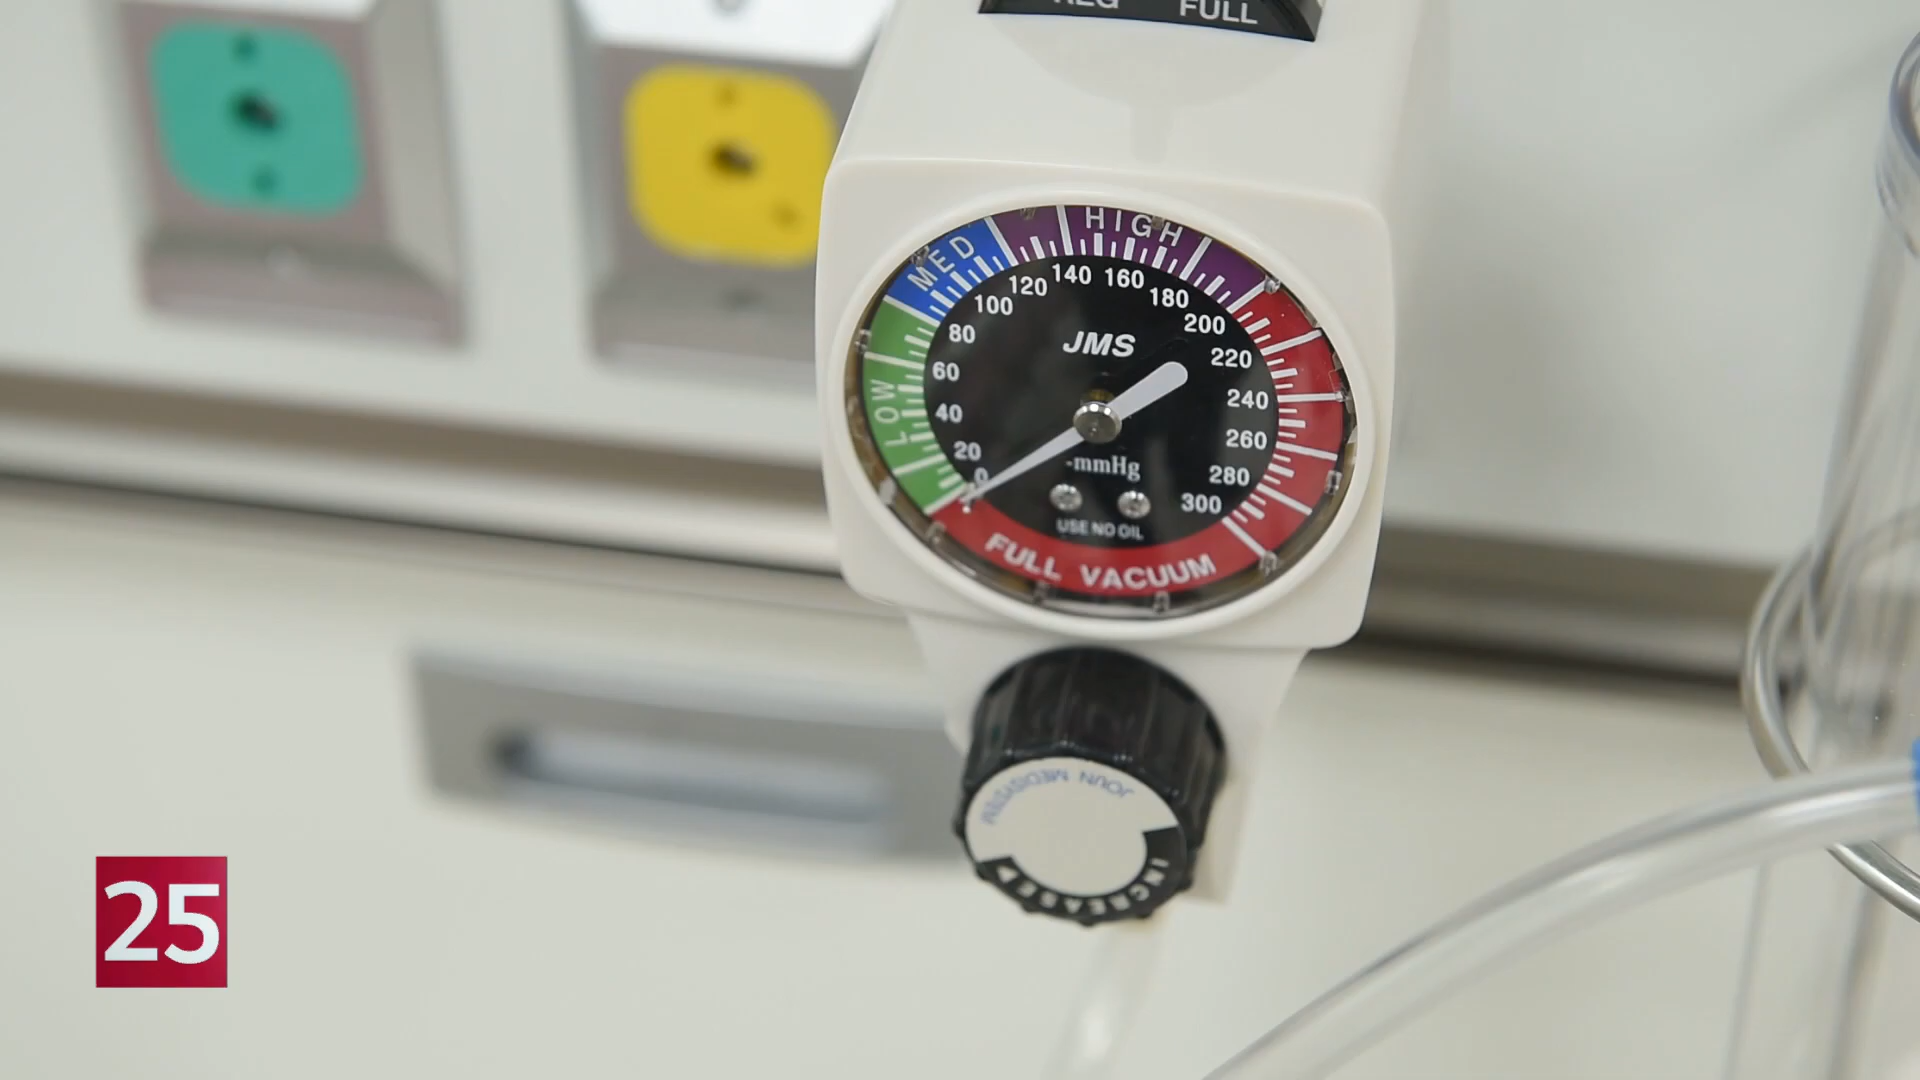 REG FULL
LOW MED HIGH
0 20 40 60 80 100 120 140 160 180 200 220 240 260 280 300
JMS
-mmHg
USE NO OIL
FULL VACUUM
JOUN MEDISYSTEM
INCREASE
25